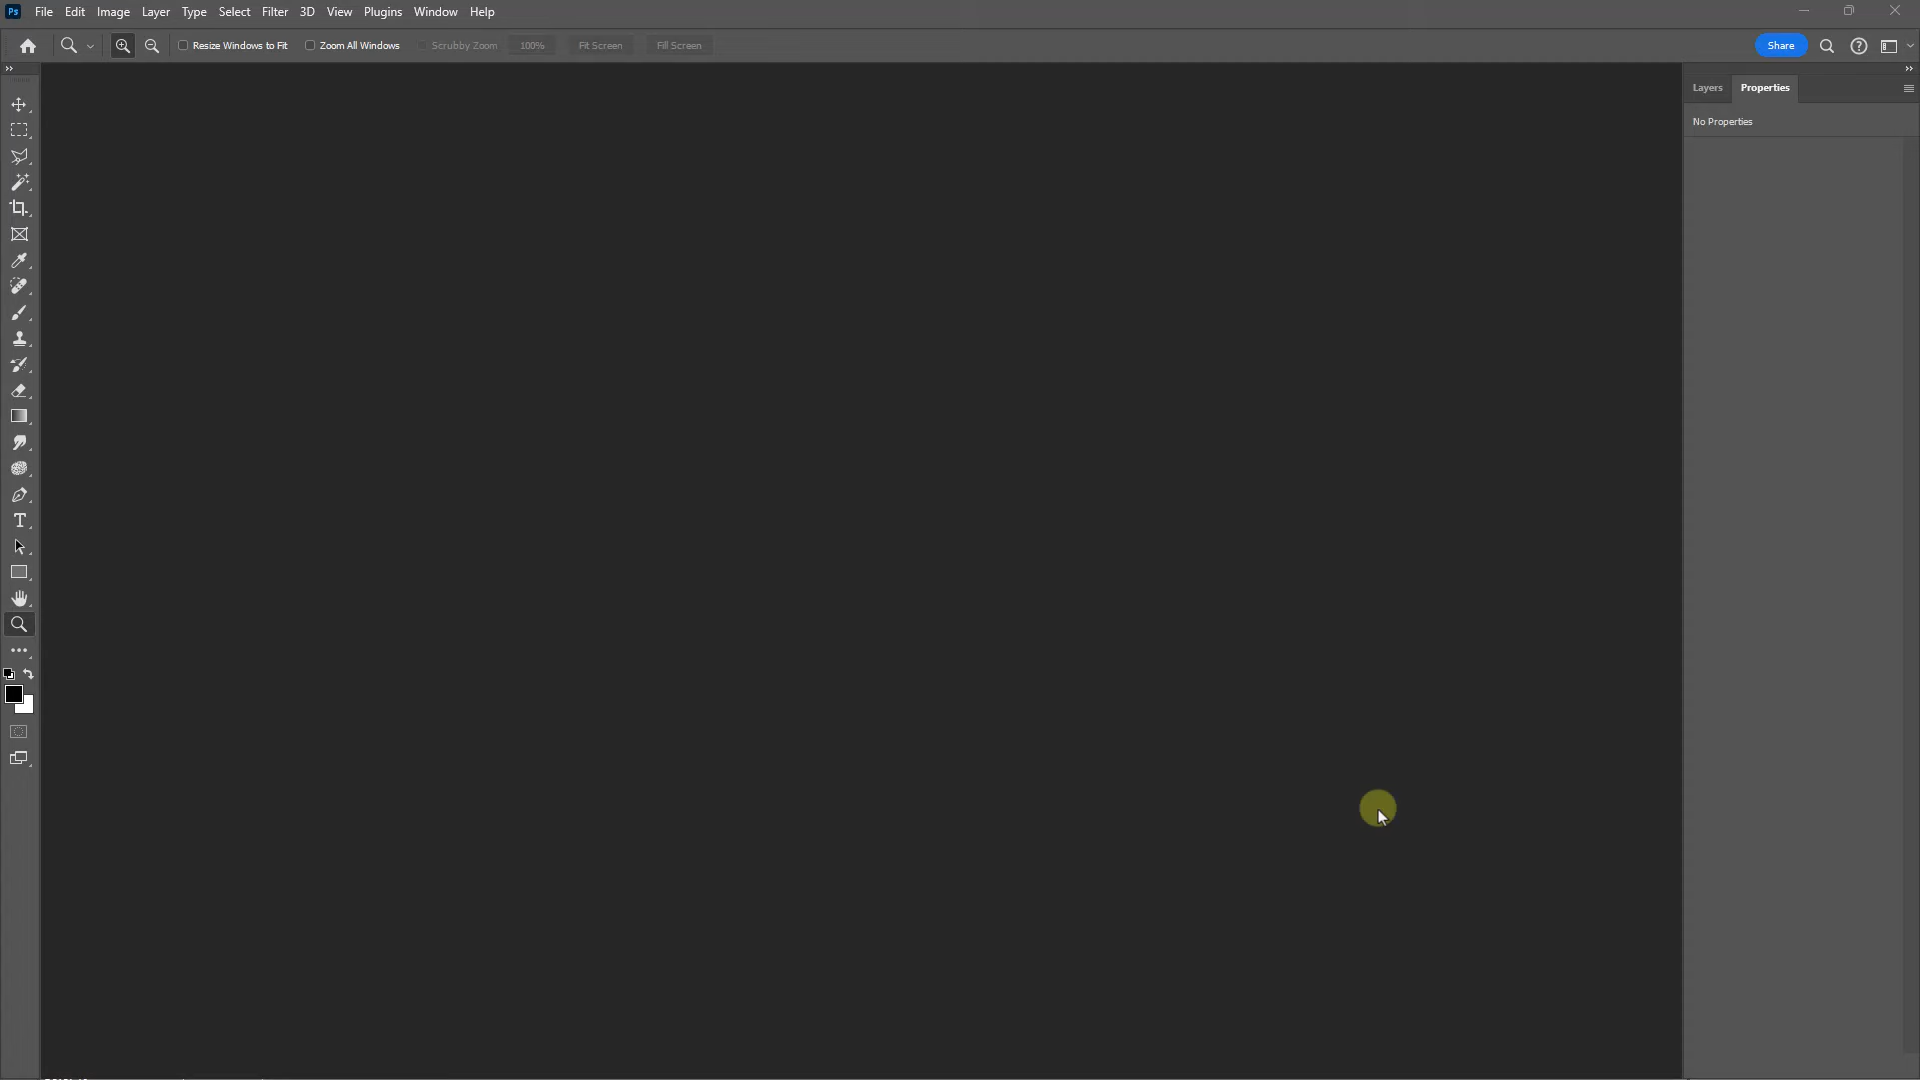 Ps File Edit Image Layer Type Select Filter 3D View Plugins Window Help
Resize Windows to Fit Zoom All Windows Scrubby Zoom 100% Fit Screen Fill Screen Share
Layers Properties
No Properties